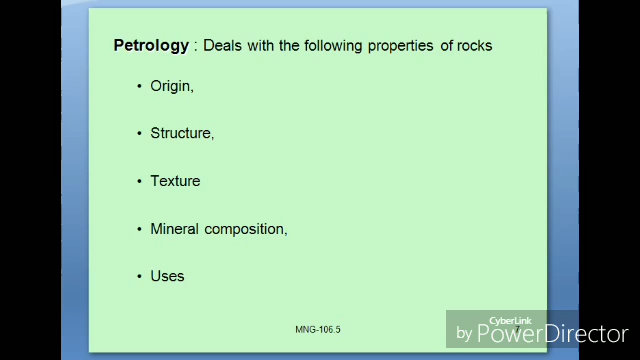 Petrology : Deals with the following properties of rocks
• Origin,
• Structure,
• Texture
• Mineral composition,
• Uses
MNG-106.5
CyberLink
by PowerDirector